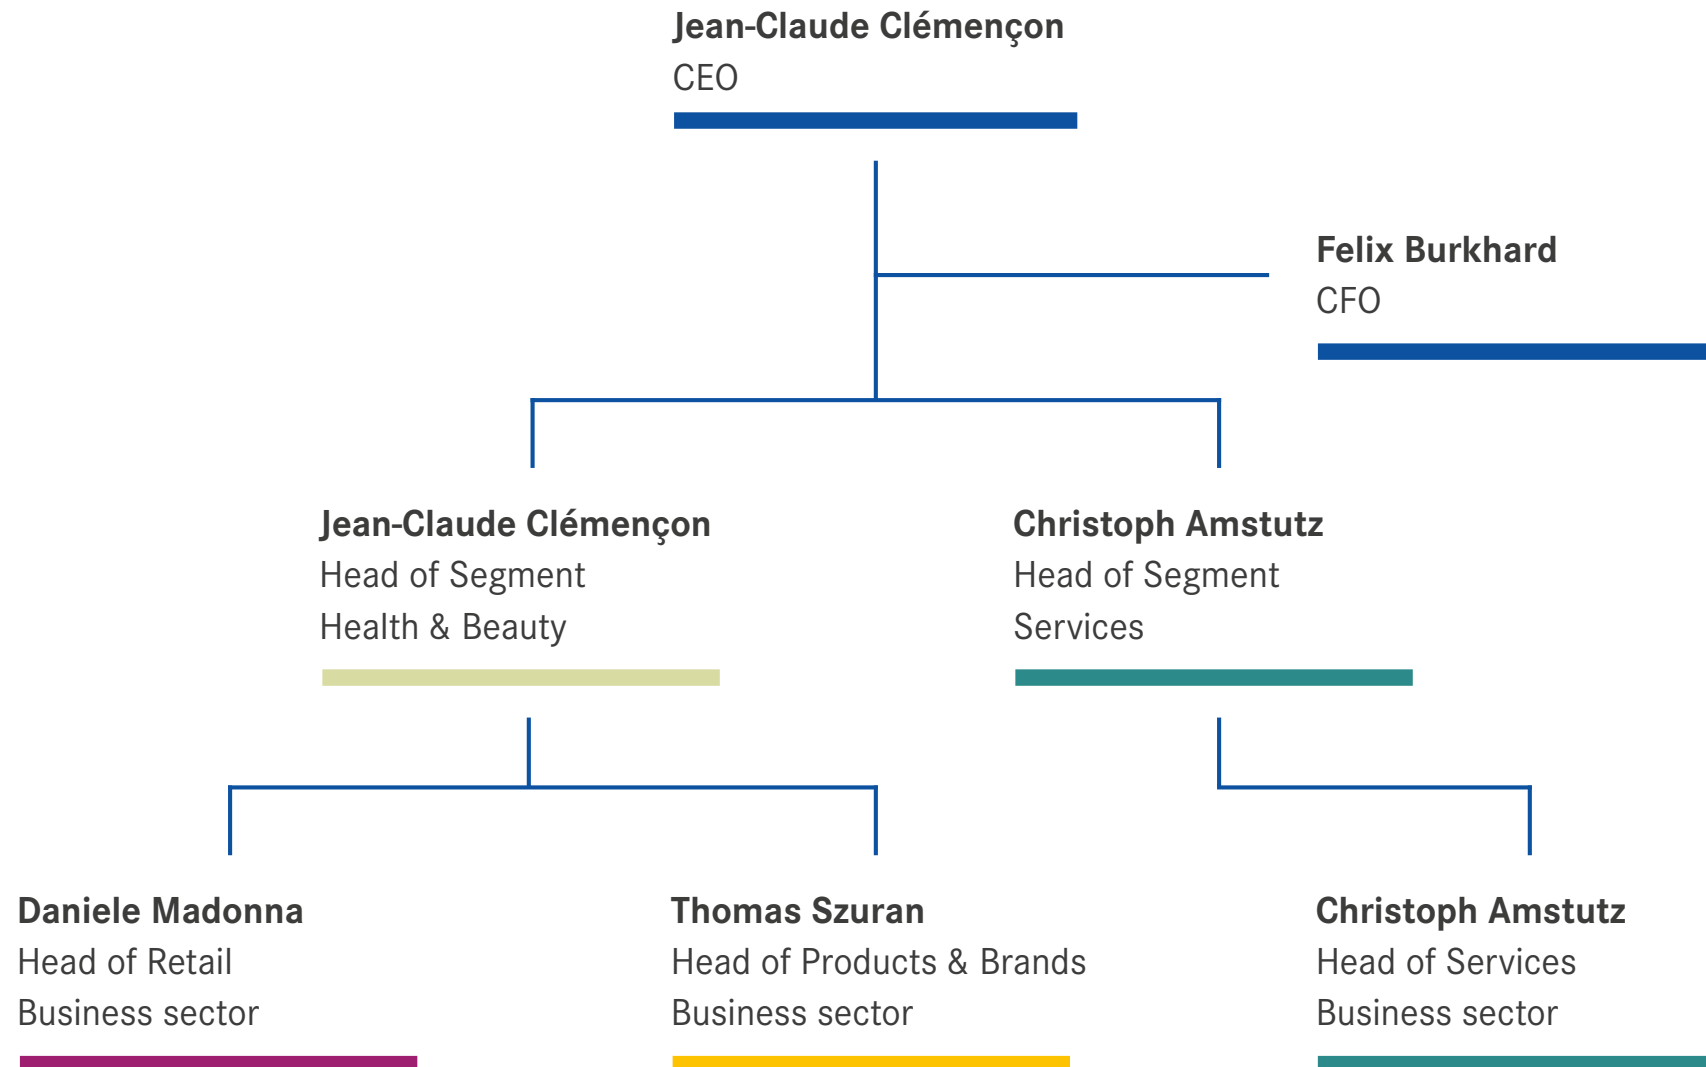 Jean-Claude Clémençon
CEO
Felix Burkhard
CFO
Jean-Claude Clémençon
Head of Segment
Health & Beauty
Christoph Amstutz
Head of Segment
Services
Daniele Madonna
Head of Retail
Business sector
Thomas Szuran
Head of Products & Brands
Business sector
Christoph Amstutz
Head of Services
Business sector